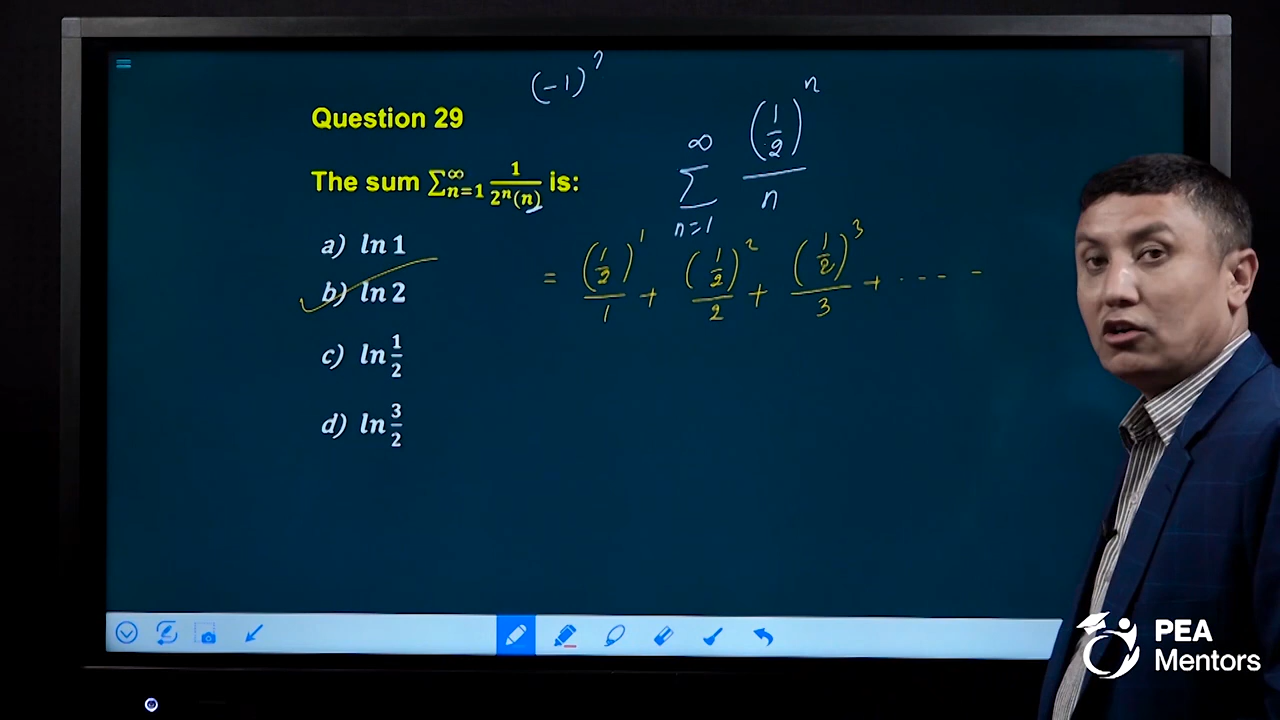 (-1)^?
Question 29
The sum ∑_{n=1}^{∞} 1/(2^n(n)) is:
∑_{n=1}^{∞} (1/2)^n / n
a) ln 1
b) ln 2
c) ln 1/2
d) ln 3/2
= (1/2)^1/1 + (1/2)^2/2 + (1/2)^3/3 + ------
PEA
Mentors